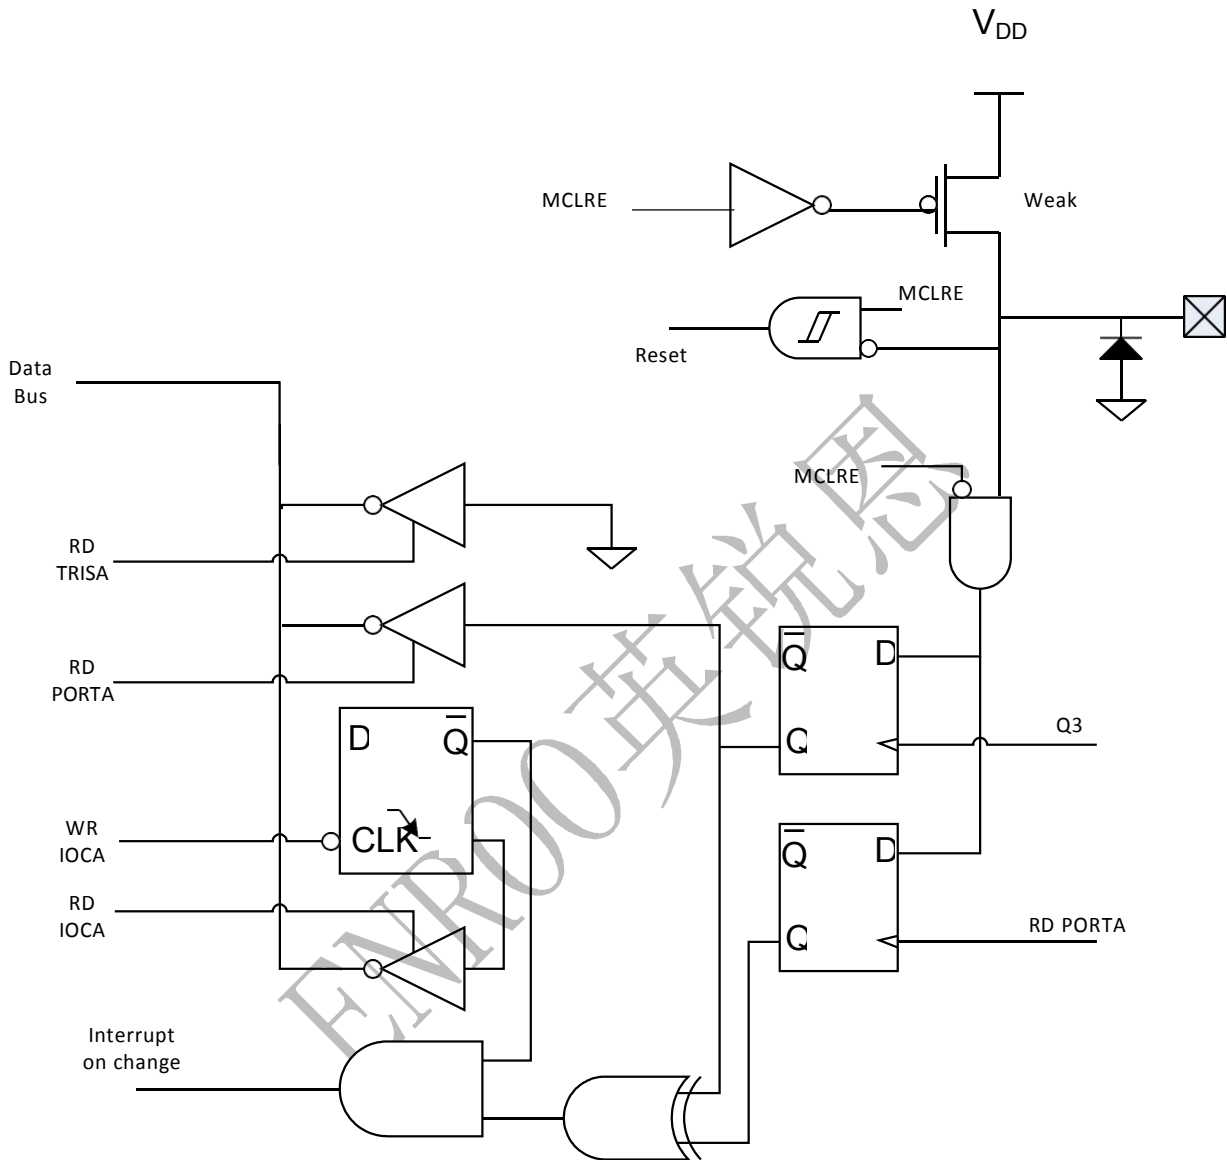 VDD
MCLRE
Weak
MCLRE
Reset
Data
Bus
MCLRE
RD
TRISA
RD
PORTA
Q D
Q Q3
D Q
WR
IOCA
CLK
Q D
RD
IOCA
Q RD PORTA
Interrupt
on change
ENROO英锐恩